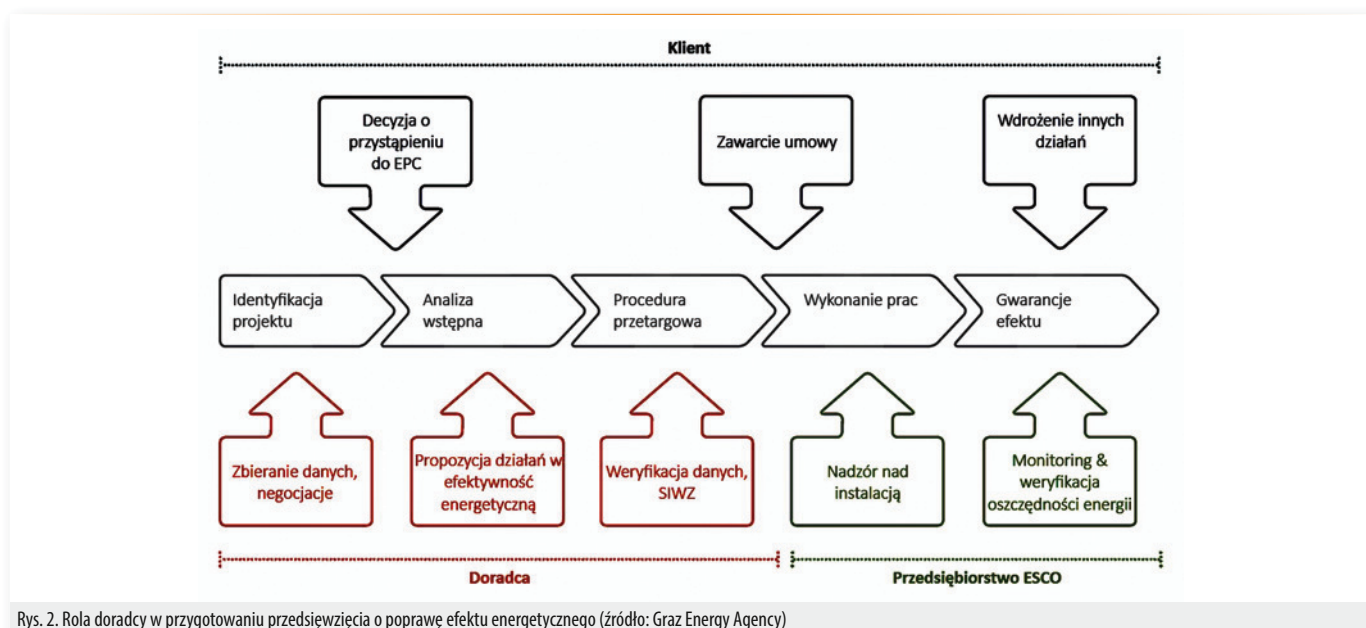 Klient
Decyzja o
przystąpieniu
do EPC
Zawarcie umowy
Wdrożenie innych
działań
Identyfikacja
projektu
Analiza
wstępna
Procedura
przetargowa
Wykonanie prac
Gwarancje
efektu
Zbieranie danych,
negocjacje
Propozycja działań w
efektywność
energetyczną
Weryfikacja danych,
SIWZ
Nadzór nad
instalacją
Monitoring &
weryfikacja
oszczędności energii
Doradca
Przedsiębiorstwo ESCO
Rys. 2. Rola doradcy w przygotowaniu przedsięwzięcia o poprawę efektu energetycznego (źródło: Graz Energy Agency)